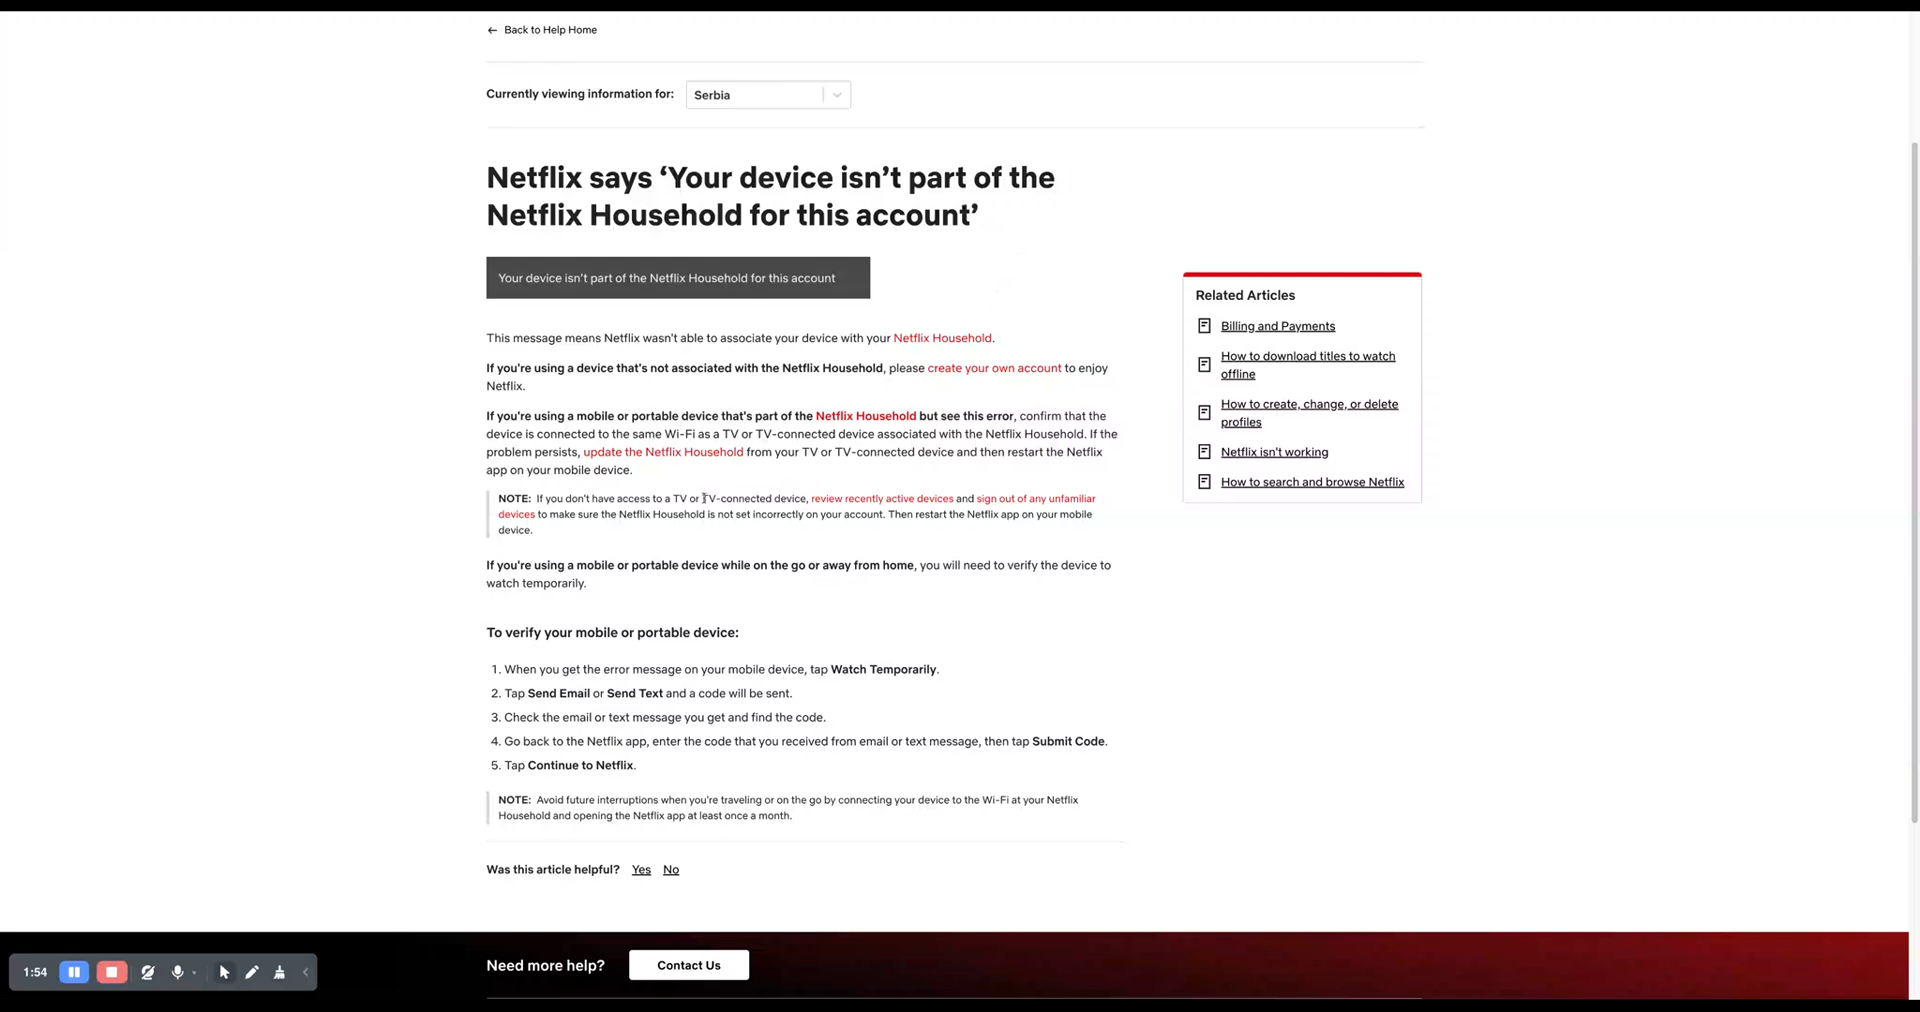 ← Back to Help Home
Currently viewing information for: Serbia
Netflix says ‘Your device isn’t part of the
Netflix Household for this account’
Your device isn’t part of the Netflix Household for this account
This message means Netflix wasn't able to associate your device with your Netflix Household.
If you're using a device that's not associated with the Netflix Household, please create your own account to enjoy
Netflix.
If you're using a mobile or portable device that's part of the Netflix Household but see this error, confirm that the
device is connected to the same Wi-Fi as a TV or TV-connected device associated with the Netflix Household. If the
problem persists, update the Netflix Household from your TV or TV-connected device and then restart the Netflix
app on your mobile device.
NOTE: If you don't have access to a TV or TV-connected device, review recently active devices and sign out of any unfamiliar
devices to make sure the Netflix Household is not set incorrectly on your account. Then restart the Netflix app on your mobile
device.
If you're using a mobile or portable device while on the go or away from home, you will need to verify the device to
watch temporarily.
To verify your mobile or portable device:
1. When you get the error message on your mobile device, tap Watch Temporarily.
2. Tap Send Email or Send Text and a code will be sent.
3. Check the email or text message you get and find the code.
4. Go back to the Netflix app, enter the code that you received from email or text message, then tap Submit Code.
5. Tap Continue to Netflix.
NOTE: Avoid future interruptions when you're traveling or on the go by connecting your device to the Wi-Fi at your Netflix
Household and opening the Netflix app at least once a month.
Was this article helpful? Yes No
Related Articles
Billing and Payments
How to download titles to watch
offline
How to create, change, or delete
profiles
Netflix isn't working
How to search and browse Netflix
Need more help? Contact Us
1:54